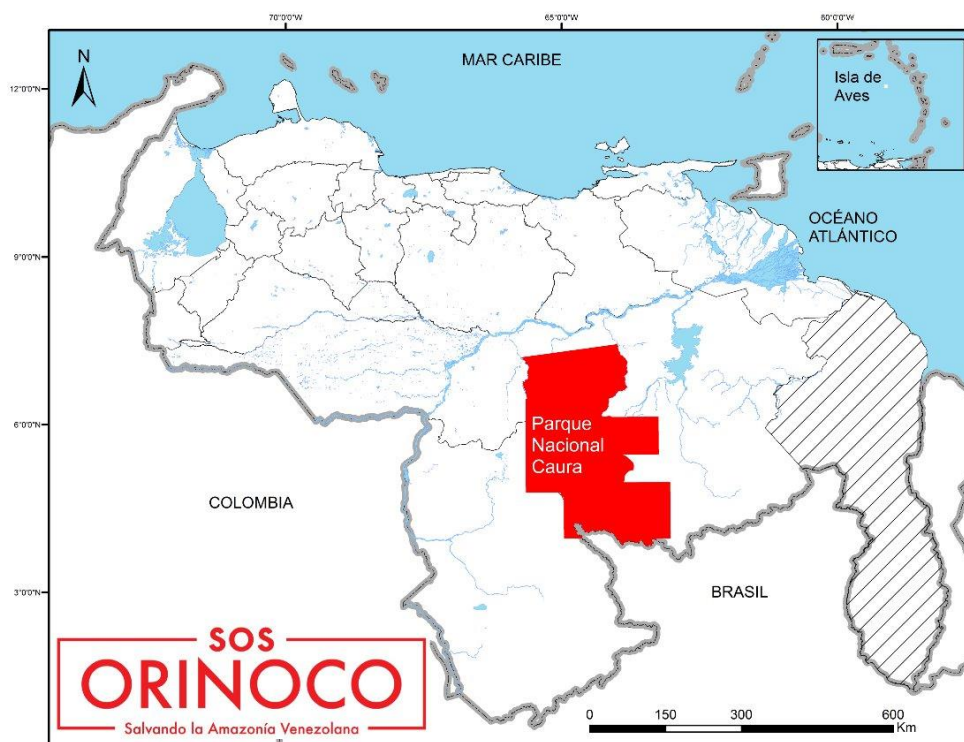 70°0'0"W
65°0'0"W
60°0'0"W
N
MAR CARIBE
Isla de
Aves
12°0'0"N
OCÉANO
ATLÁNTICO
9°0'0"N
6°0'0"N
Parque
Nacional
Caura
COLOMBIA
BRASIL
3°0'0"N
SOS
ORINOCO
Salvando la Amazonía Venezolana
0 150 300 600
Km